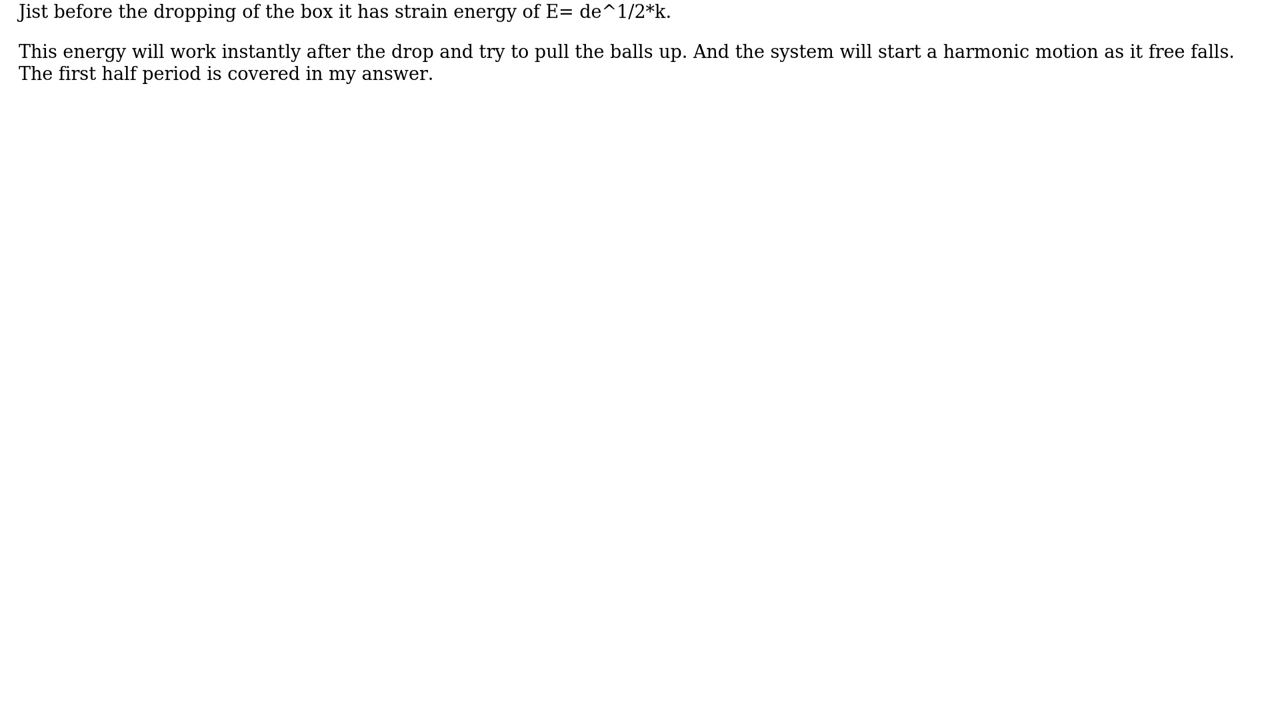 Jist before the dropping of the box it has strain energy of E= de^1/2*k.
This energy will work instantly after the drop and try to pull the balls up. And the system will start a harmonic motion as it free falls.
The first half period is covered in my answer.